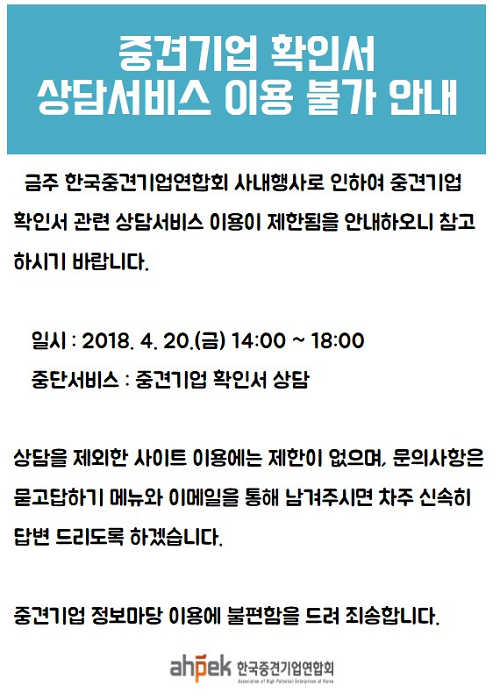 중견기업 확인서
상담서비스 이용 불가 안내
금주 한국중견기업연합회 사내행사로 인하여 중견기업
확인서 관련 상담서비스 이용이 제한됨을 안내하오니 참고
하시기 바랍니다.
일시 : 2018. 4. 20.(금) 14:00 ~ 18:00
중단서비스 : 중견기업 확인서 상담
상담을 제외한 사이트 이용에는 제한이 없으며, 문의사항은
묻고답하기 메뉴와 이메일을 통해 남겨주시면 차주 신속히
답변 드리도록 하겠습니다.
중견기업 정보마당 이용에 불편함을 드려 죄송합니다.
ahpek 한국중견기업연합회
Association of High Potential Enterprises of Korea